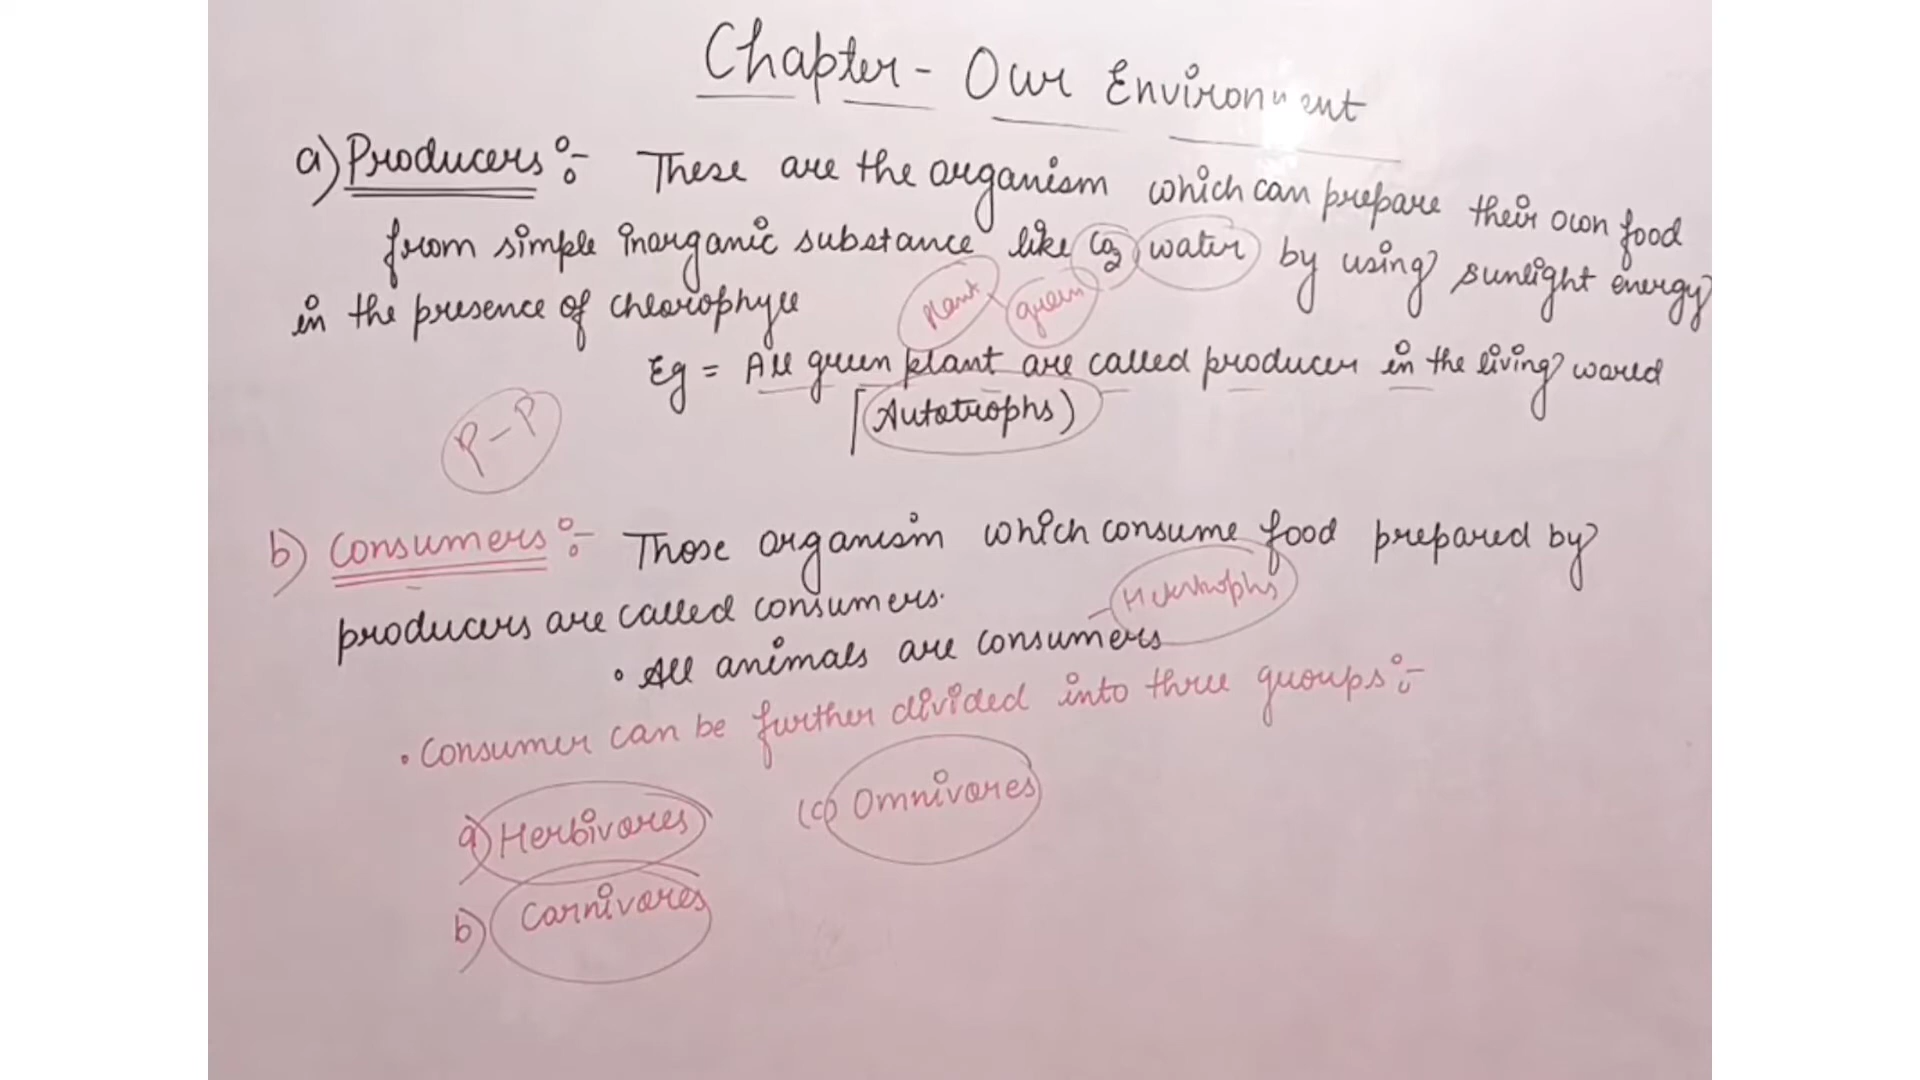 Chapter - Our Environment
a) Producers :- These are the organism which can prepare their own food
from simple inorganic substance like CO2 water by using sunlight energy
in the presence of chlorophyll
plant green
Eg = All green plant are called producer in the living world
(Autotrophs)
P-P
b) Consumers :- Those organism which consume food prepared by
producers are called consumers.
• All animals are consumers
• Consumer can be further divided into three groups :-
a) Herbivores (c) Omnivores
b) Carnivores